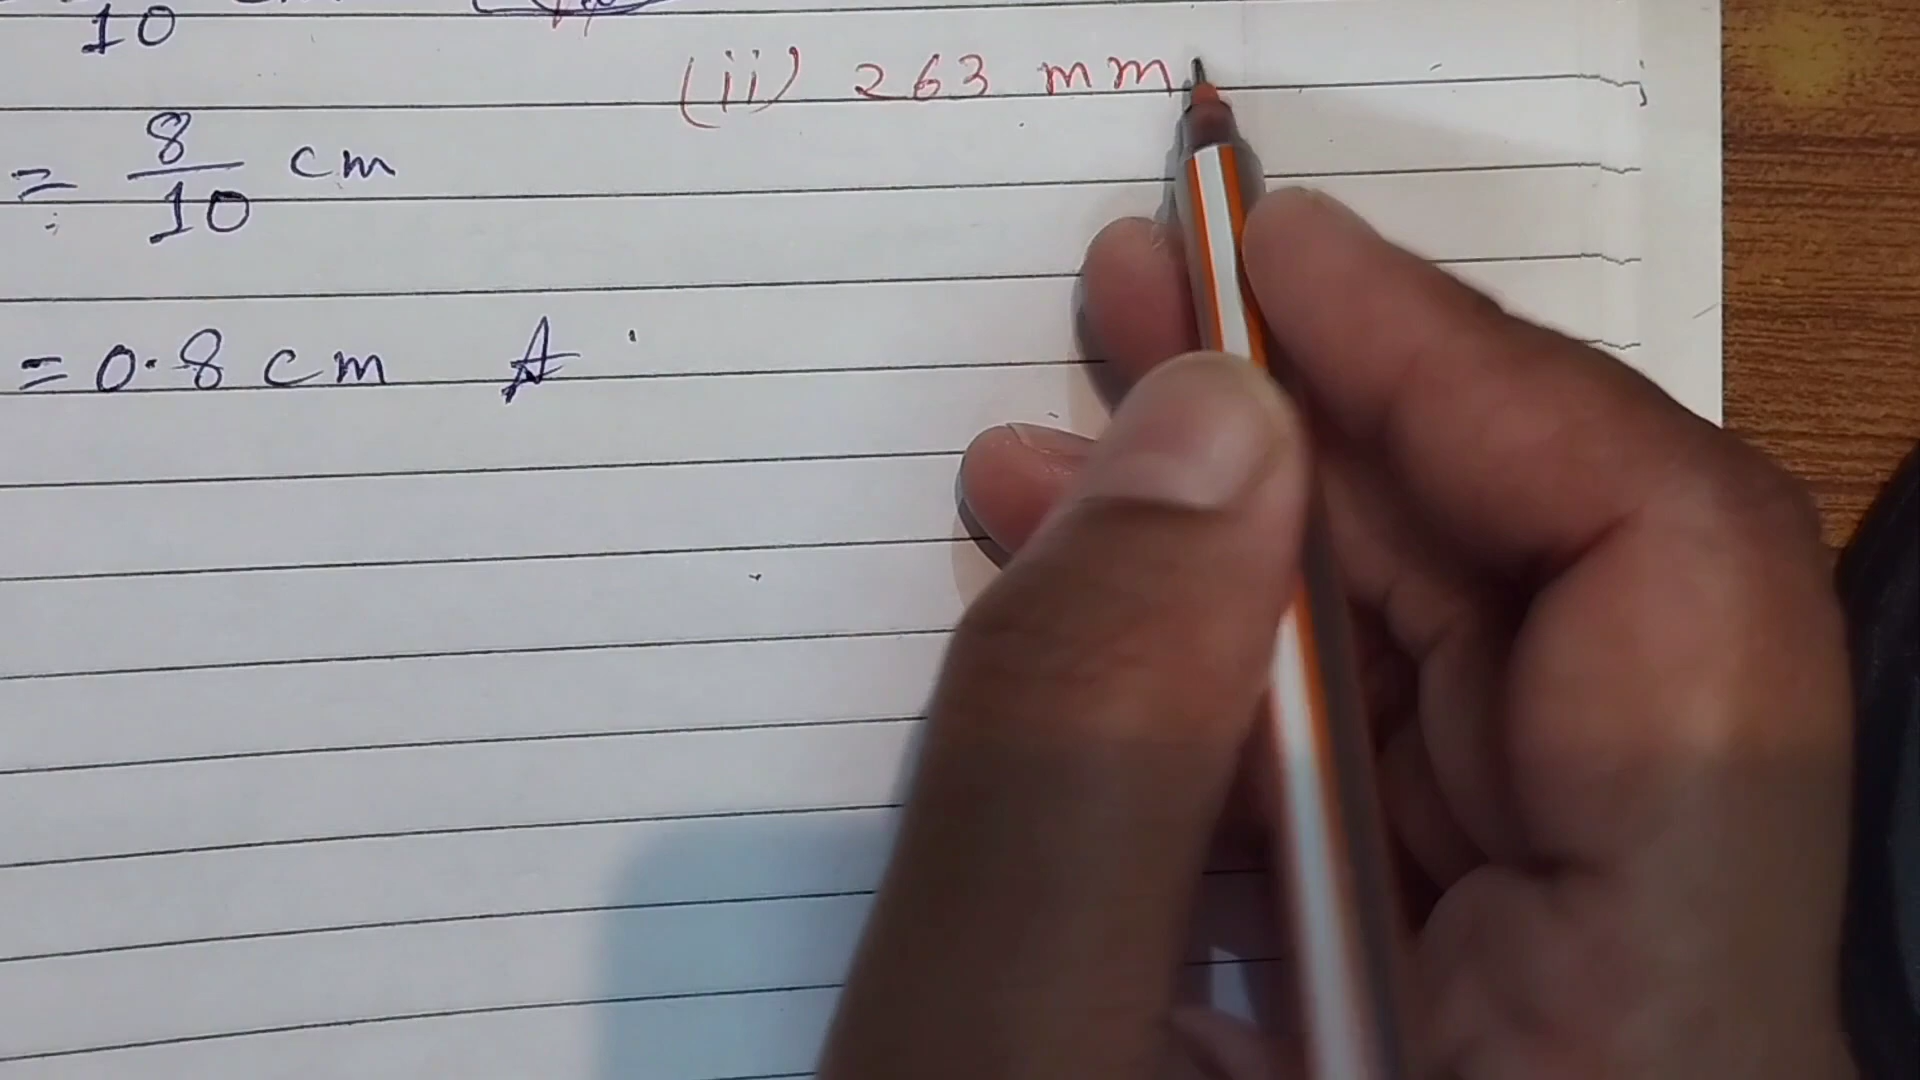 10
= 8/10 cm
= 0.8 cm A
(ii) 263 mm